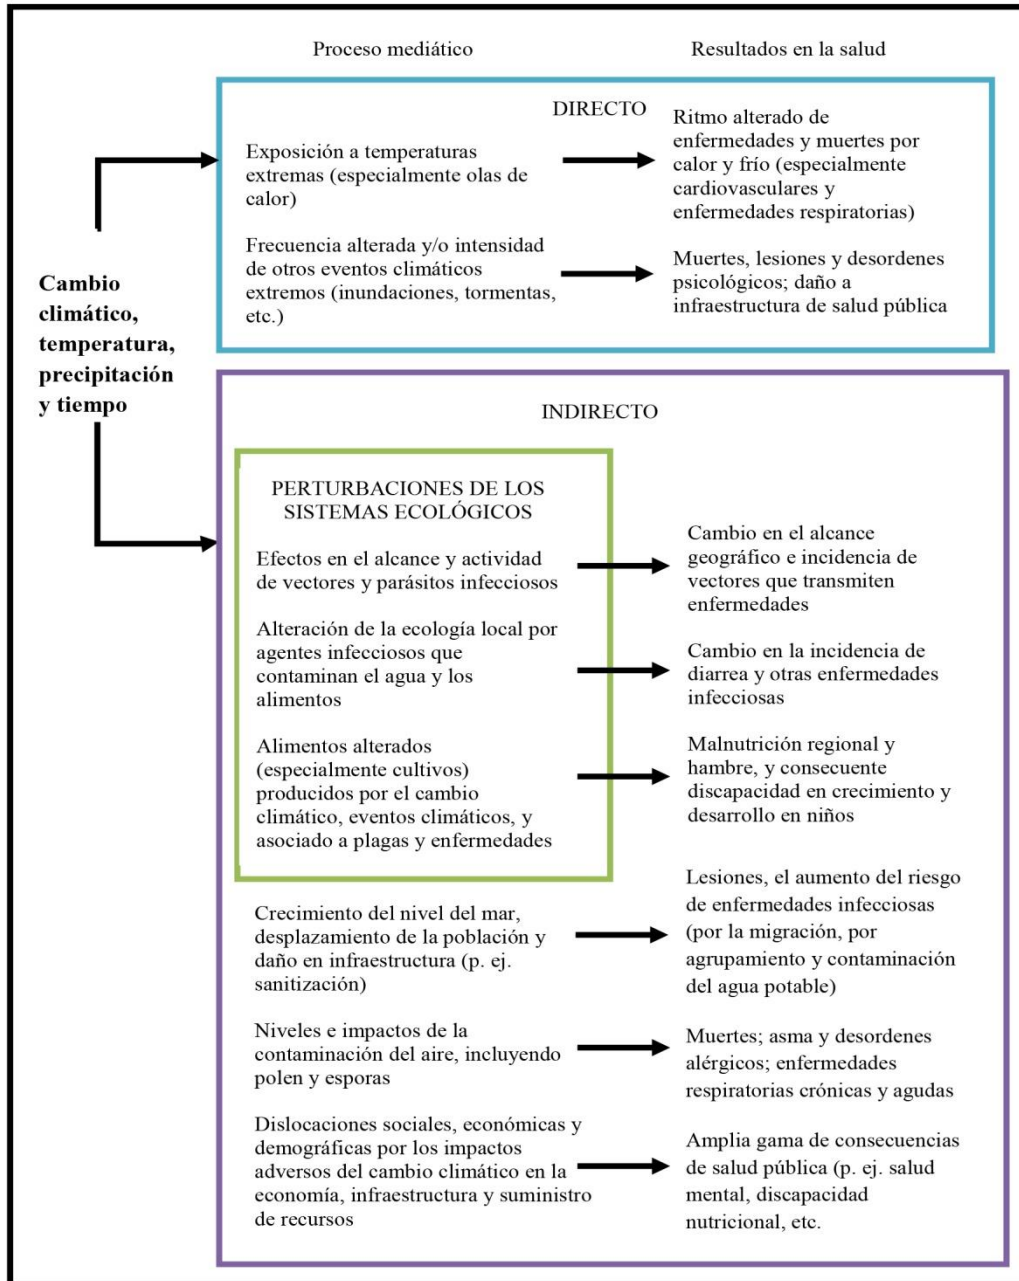 Proceso mediático
Resultados en la salud
DIRECTO
Exposición a temperaturas
extremas (especialmente olas de
calor)
Ritmo alterado de
enfermedades y muertes por
calor y frío (especialmente
cardiovasculares y
enfermedades respiratorias)
Frecuencia alterada y/o intensidad
de otros eventos climáticos
extremos (inundaciones, tormentas,
etc.)
Muertes, lesiones y desordenes
psicológicos; daño a
infraestructura de salud pública
Cambio
climático,
temperatura,
precipitación
y tiempo
INDIRECTO
PERTURBACIONES DE LOS
SISTEMAS ECOLÓGICOS
Efectos en el alcance y actividad
de vectores y parásitos infecciosos
Cambio en el alcance
geográfico e incidencia de
vectores que transmiten
enfermedades
Alteración de la ecología local por
agentes infecciosos que
contaminan el agua y los
alimentos
Cambio en la incidencia de
diarrea y otras enfermedades
infecciosas
Alimentos alterados
(especialmente cultivos)
producidos por el cambio
climático, eventos climáticos, y
asociado a plagas y enfermedades
Malnutrición regional y
hambre, y consecuente
discapacidad en crecimiento y
desarrollo en niños
Crecimiento del nivel del mar,
desplazamiento de la población y
daño en infraestructura (p. ej.
sanitización)
Lesiones, el aumento del riesgo
de enfermedades infecciosas
(por la migración, por
agrupamiento y contaminación
del agua potable)
Niveles e impactos de la
contaminación del aire, incluyendo
polen y esporas
Muertes; asma y desordenes
alérgicos; enfermedades
respiratorias crónicas y agudas
Dislocaciones sociales, económicas y
demográficas por los impactos
adversos del cambio climático en la
economía, infraestructura y suministro
de recursos
Amplia gama de consecuencias
de salud pública (p. ej. salud
mental, discapacidad
nutricional, etc.